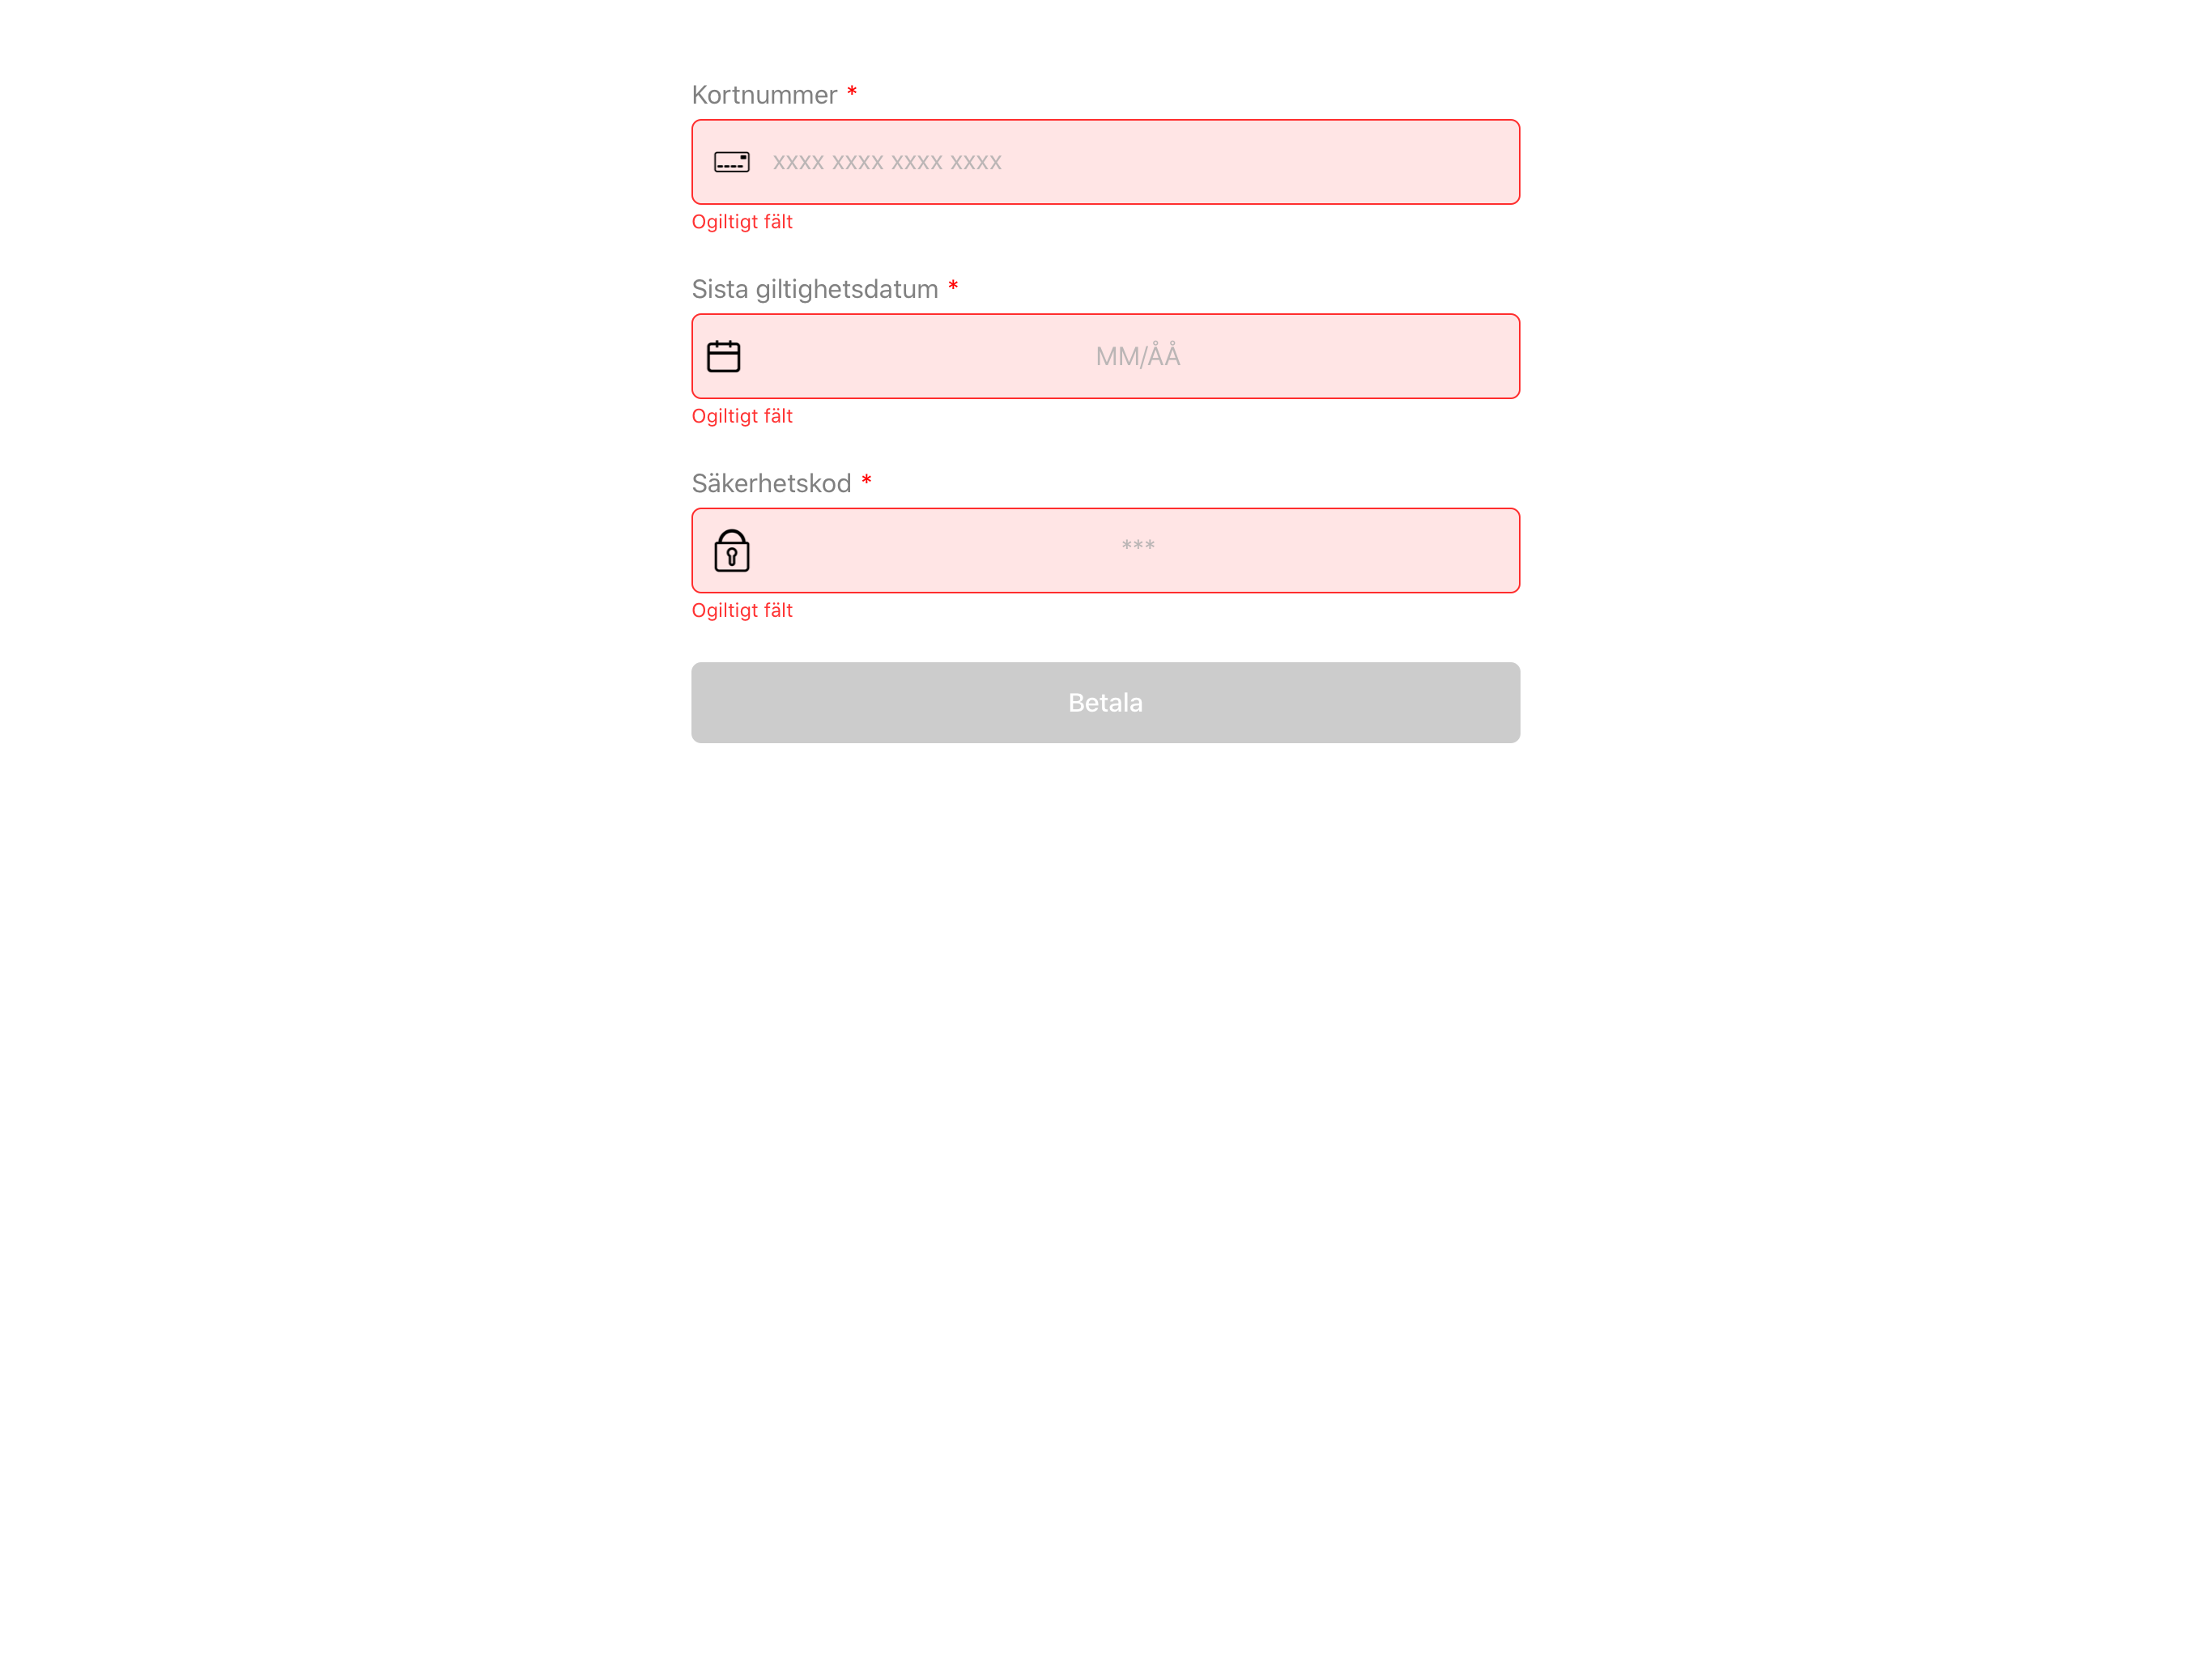 Kortnummer *
xxxx xxxx xxxx xxxx
Ogiltigt fält
Sista giltighetsdatum *
MM/ÅÅ
Ogiltigt fält
Säkerhetskod *
***
Ogiltigt fält
Betala